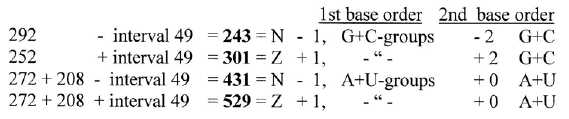 1st base order 2nd base order
292 - interval 49 = 243 = N - 1, G+C-groups - 2 G+C
252 + interval 49 = 301 = Z + 1, - “ - + 2 G+C
272 + 208 - interval 49 = 431 = N - 1, A+U-groups + 0 A+U
272 + 208 + interval 49 = 529 = Z + 1, - “ - + 0 A+U